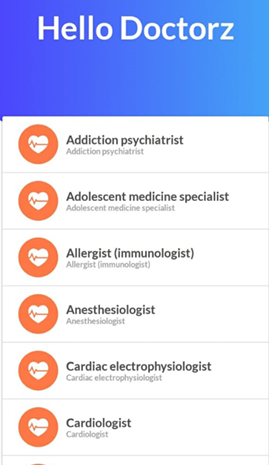 Hello Doctorz
Addiction psychiatrist
Addiction psychiatrist
Adolescent medicine specialist
Adolescent medicine specialist
Allergist (immunologist)
Allergist (immunologist)
Anesthesiologist
Anesthesiologist
Cardiac electrophysiologist
Cardiac electrophysiologist
Cardiologist
Cardiologist